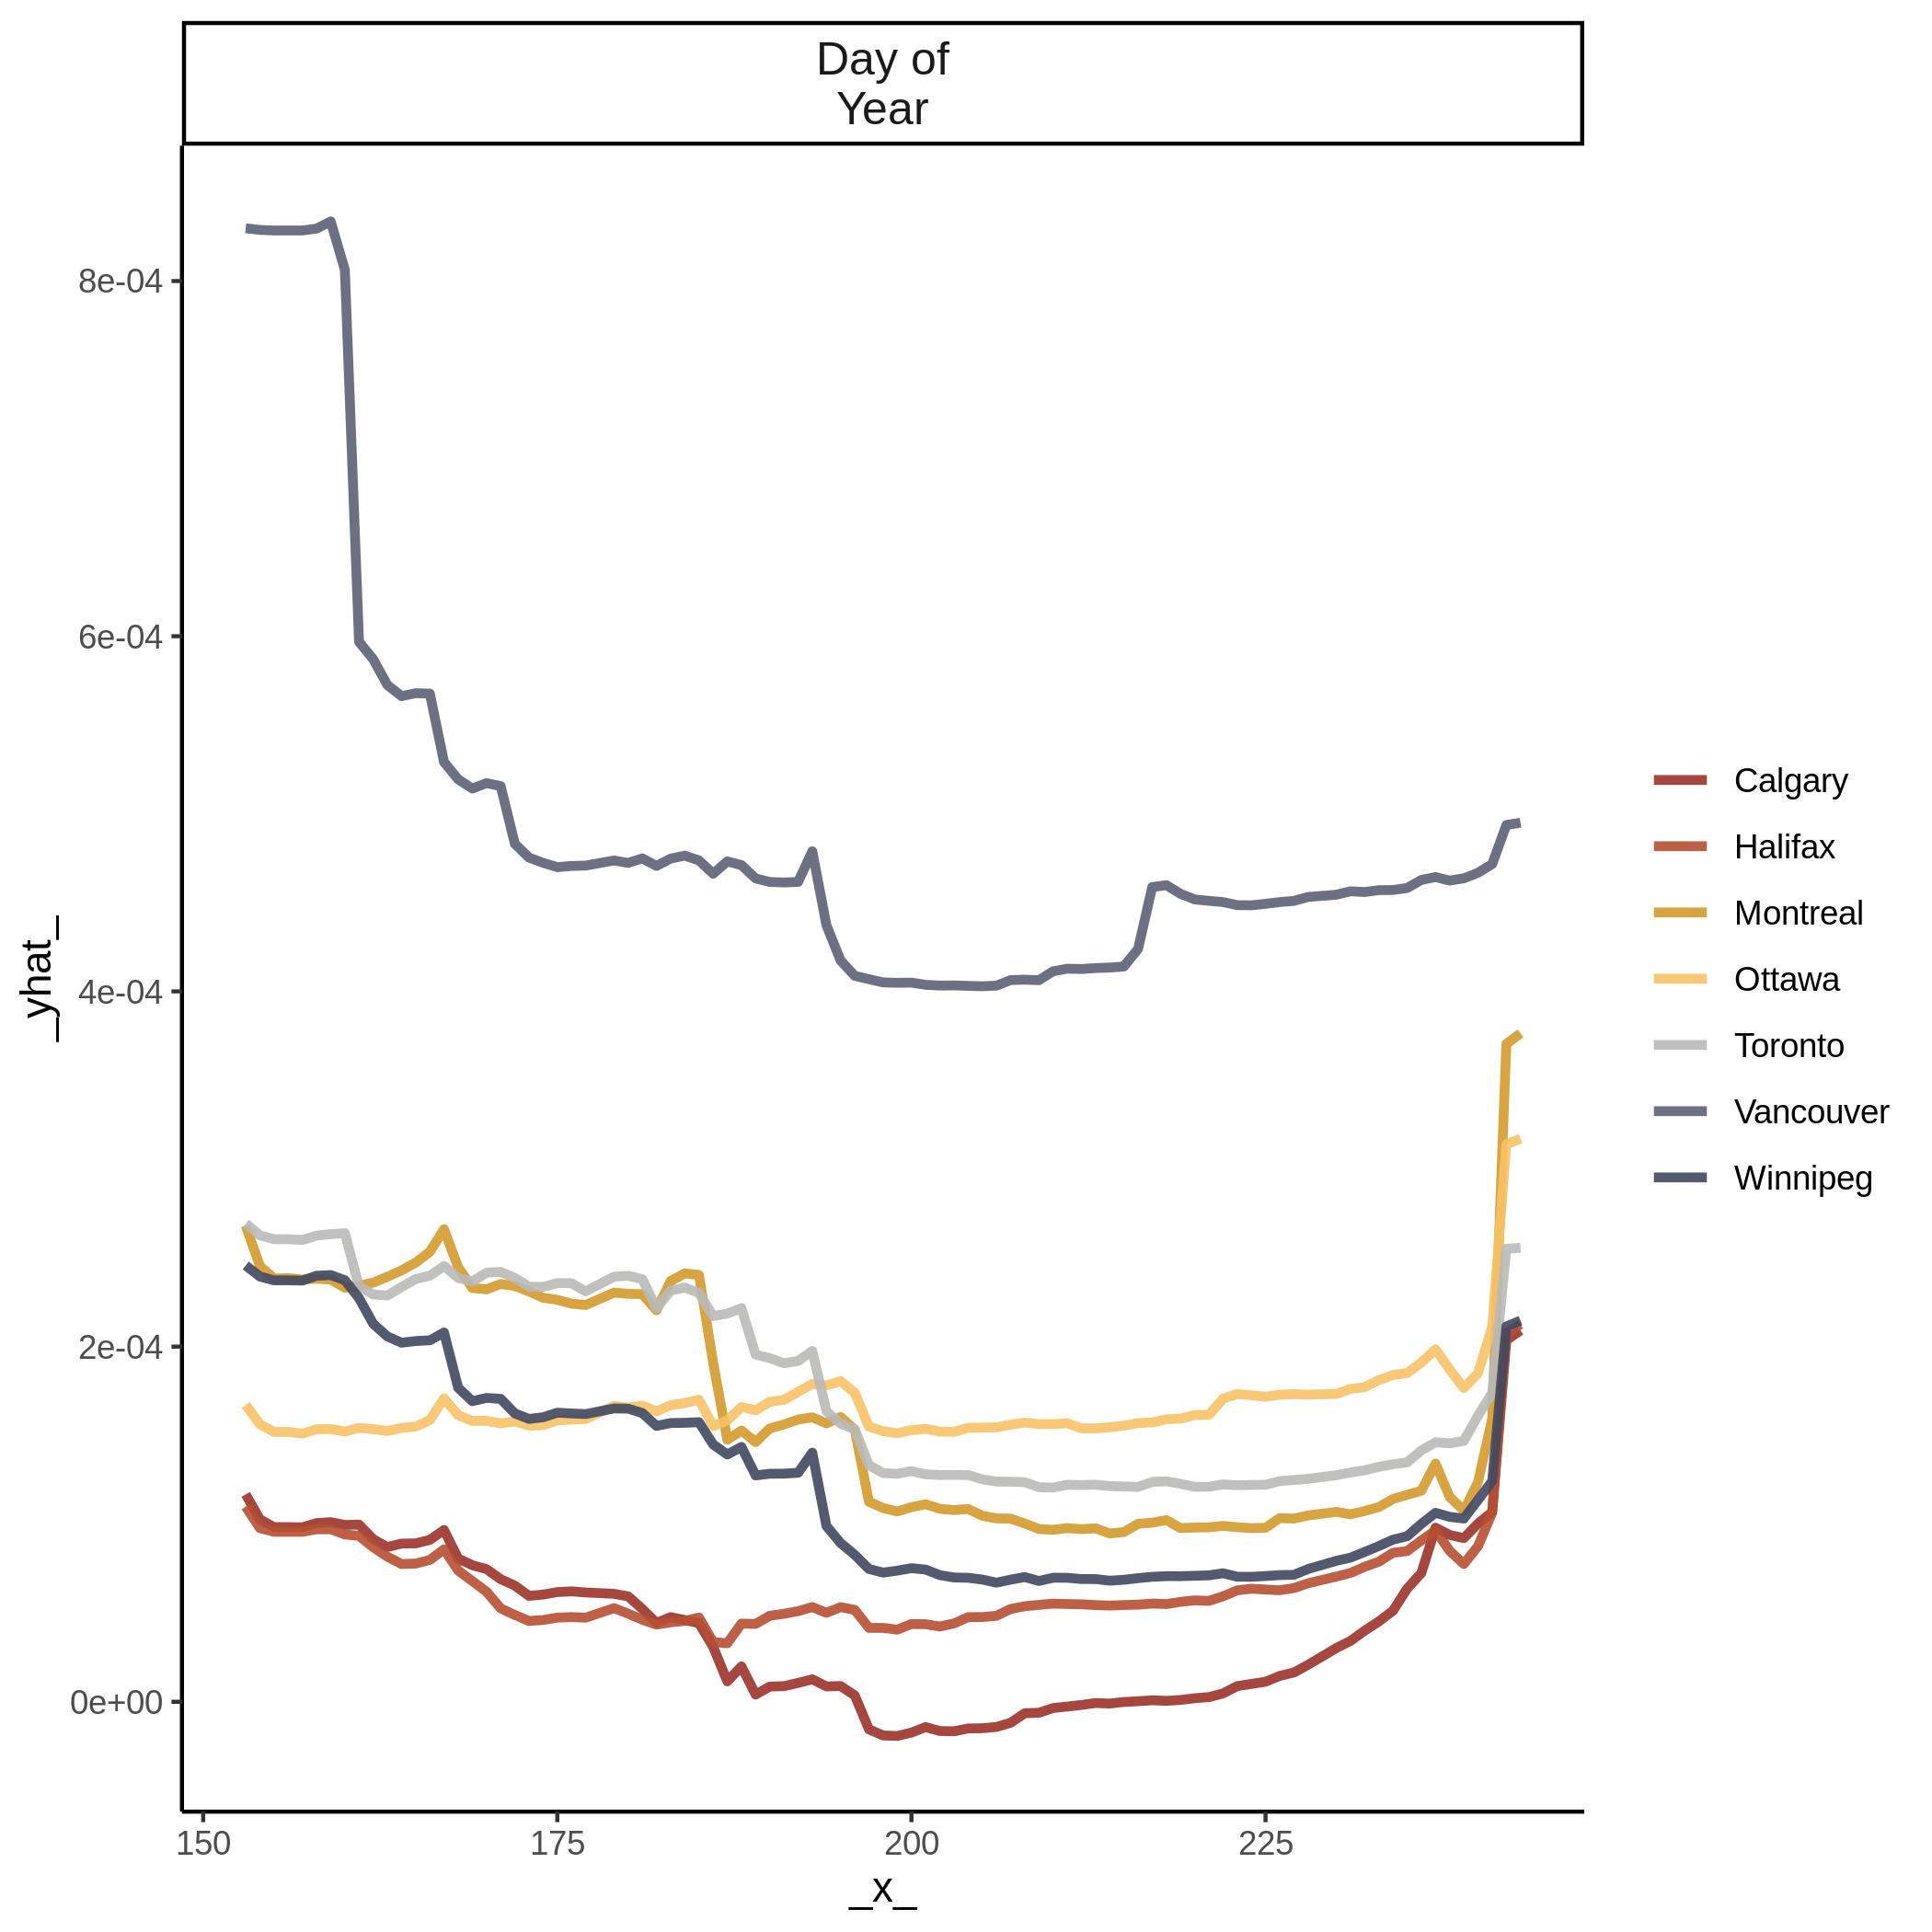 Day of
Year
8e-04
6e-04
4e-04
2e-04
0e+00
_yhat_
150
175
200
225
_x_
Calgary
Halifax
Montreal
Ottawa
Toronto
Vancouver
Winnipeg